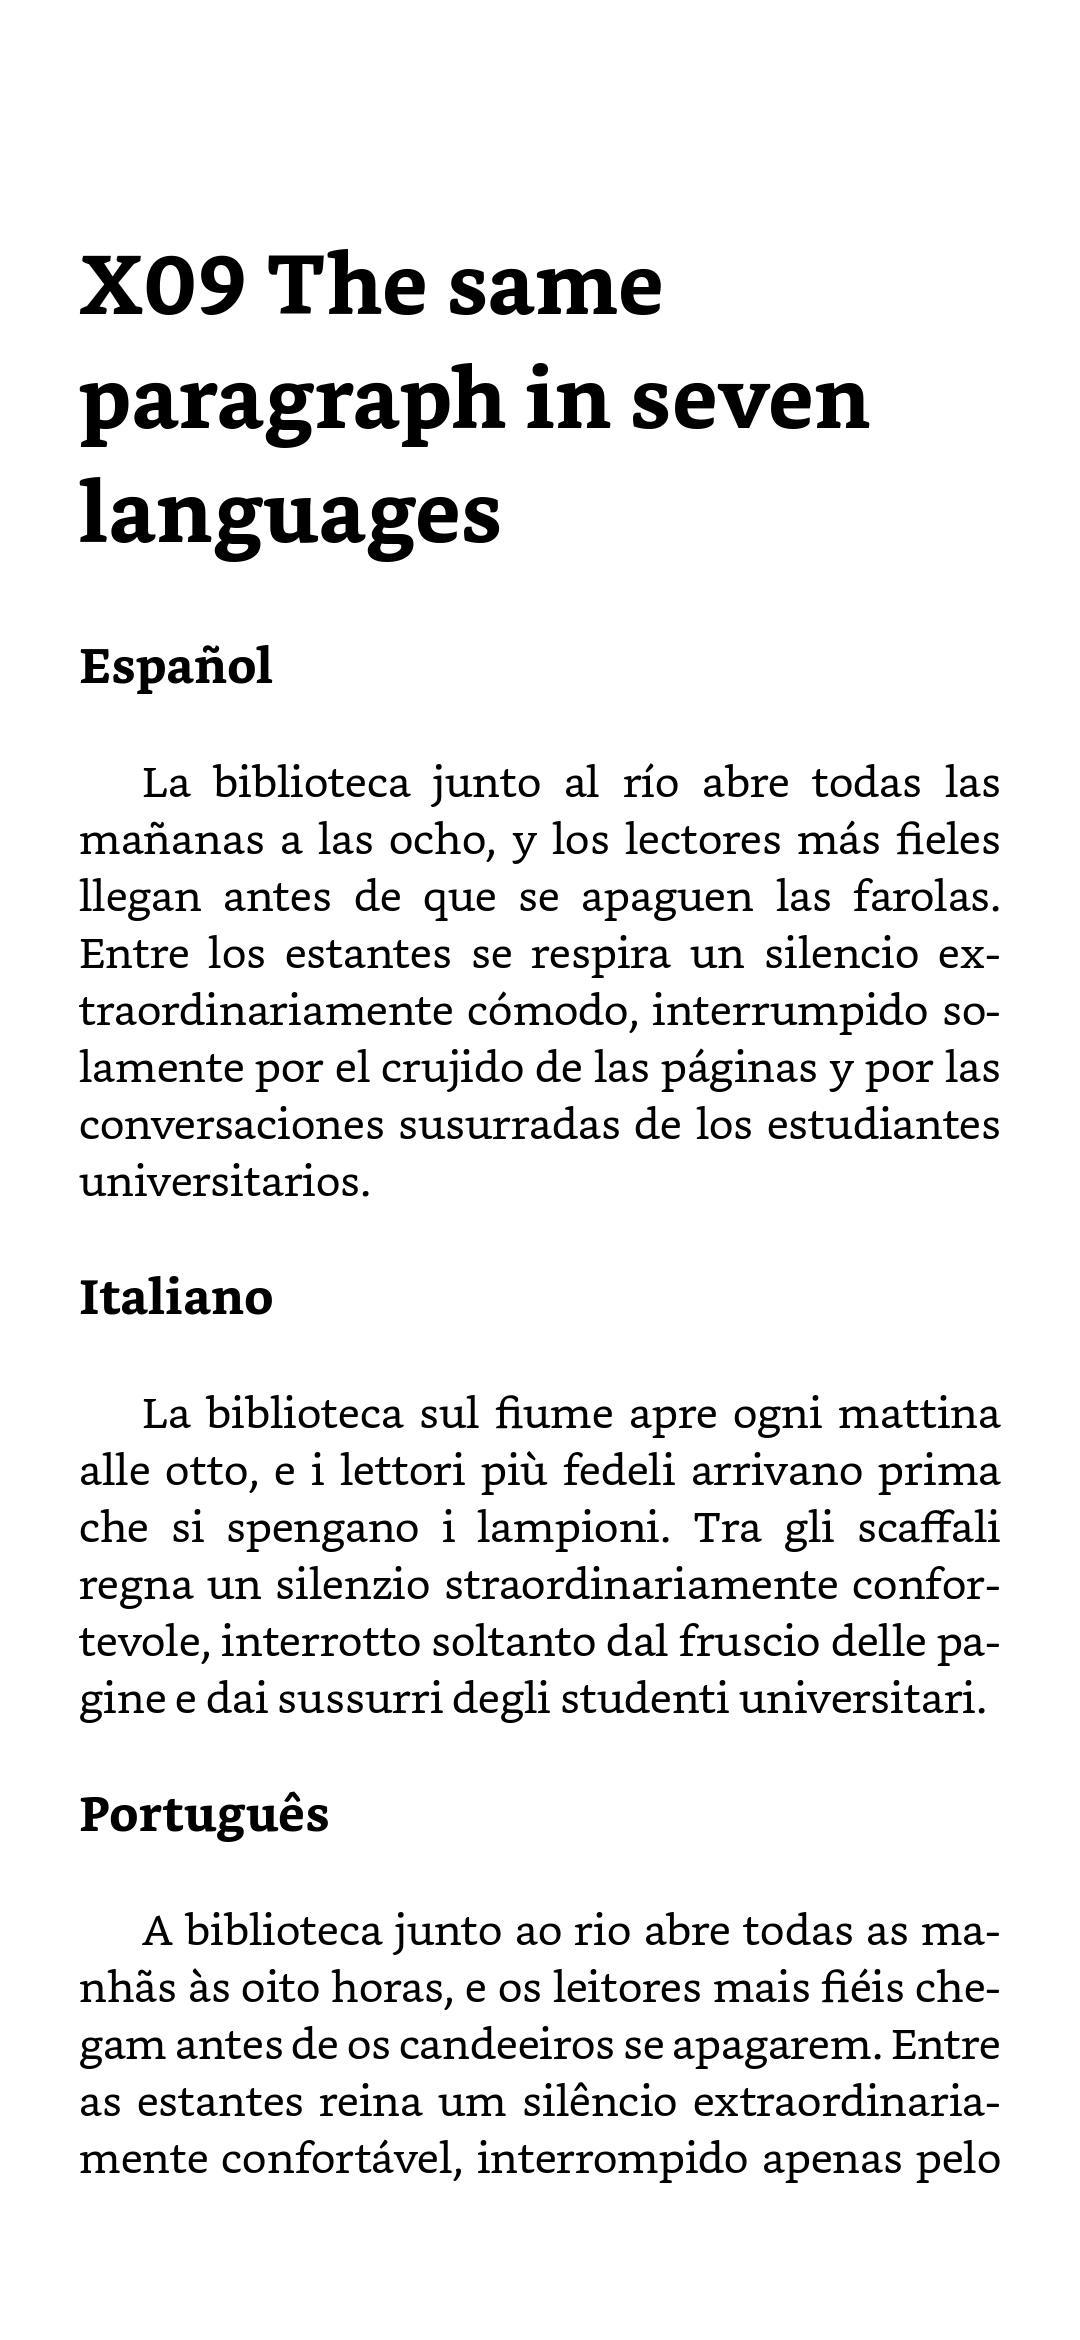 X09 The same
paragraph in seven
languages
Español
La biblioteca junto al río abre todas las
mañanas a las ocho, y los lectores más fieles
llegan antes de que se apaguen las farolas.
Entre los estantes se respira un silencio ex-
traordinariamente cómodo, interrumpido so-
lamente por el crujido de las páginas y por las
conversaciones susurradas de los estudiantes
universitarios.
Italiano
La biblioteca sul fiume apre ogni mattina
alle otto, e i lettori più fedeli arrivano prima
che si spengano i lampioni. Tra gli scaffali
regna un silenzio straordinariamente confor-
tevole, interrotto soltanto dal fruscio delle pa-
gine e dai sussurri degli studenti universitari.
Português
A biblioteca junto ao rio abre todas as ma-
nhãs às oito horas, e os leitores mais fiéis che-
gam antes de os candeeiros se apagarem. Entre
as estantes reina um silêncio extraordinaria-
mente confortável, interrompido apenas pelo